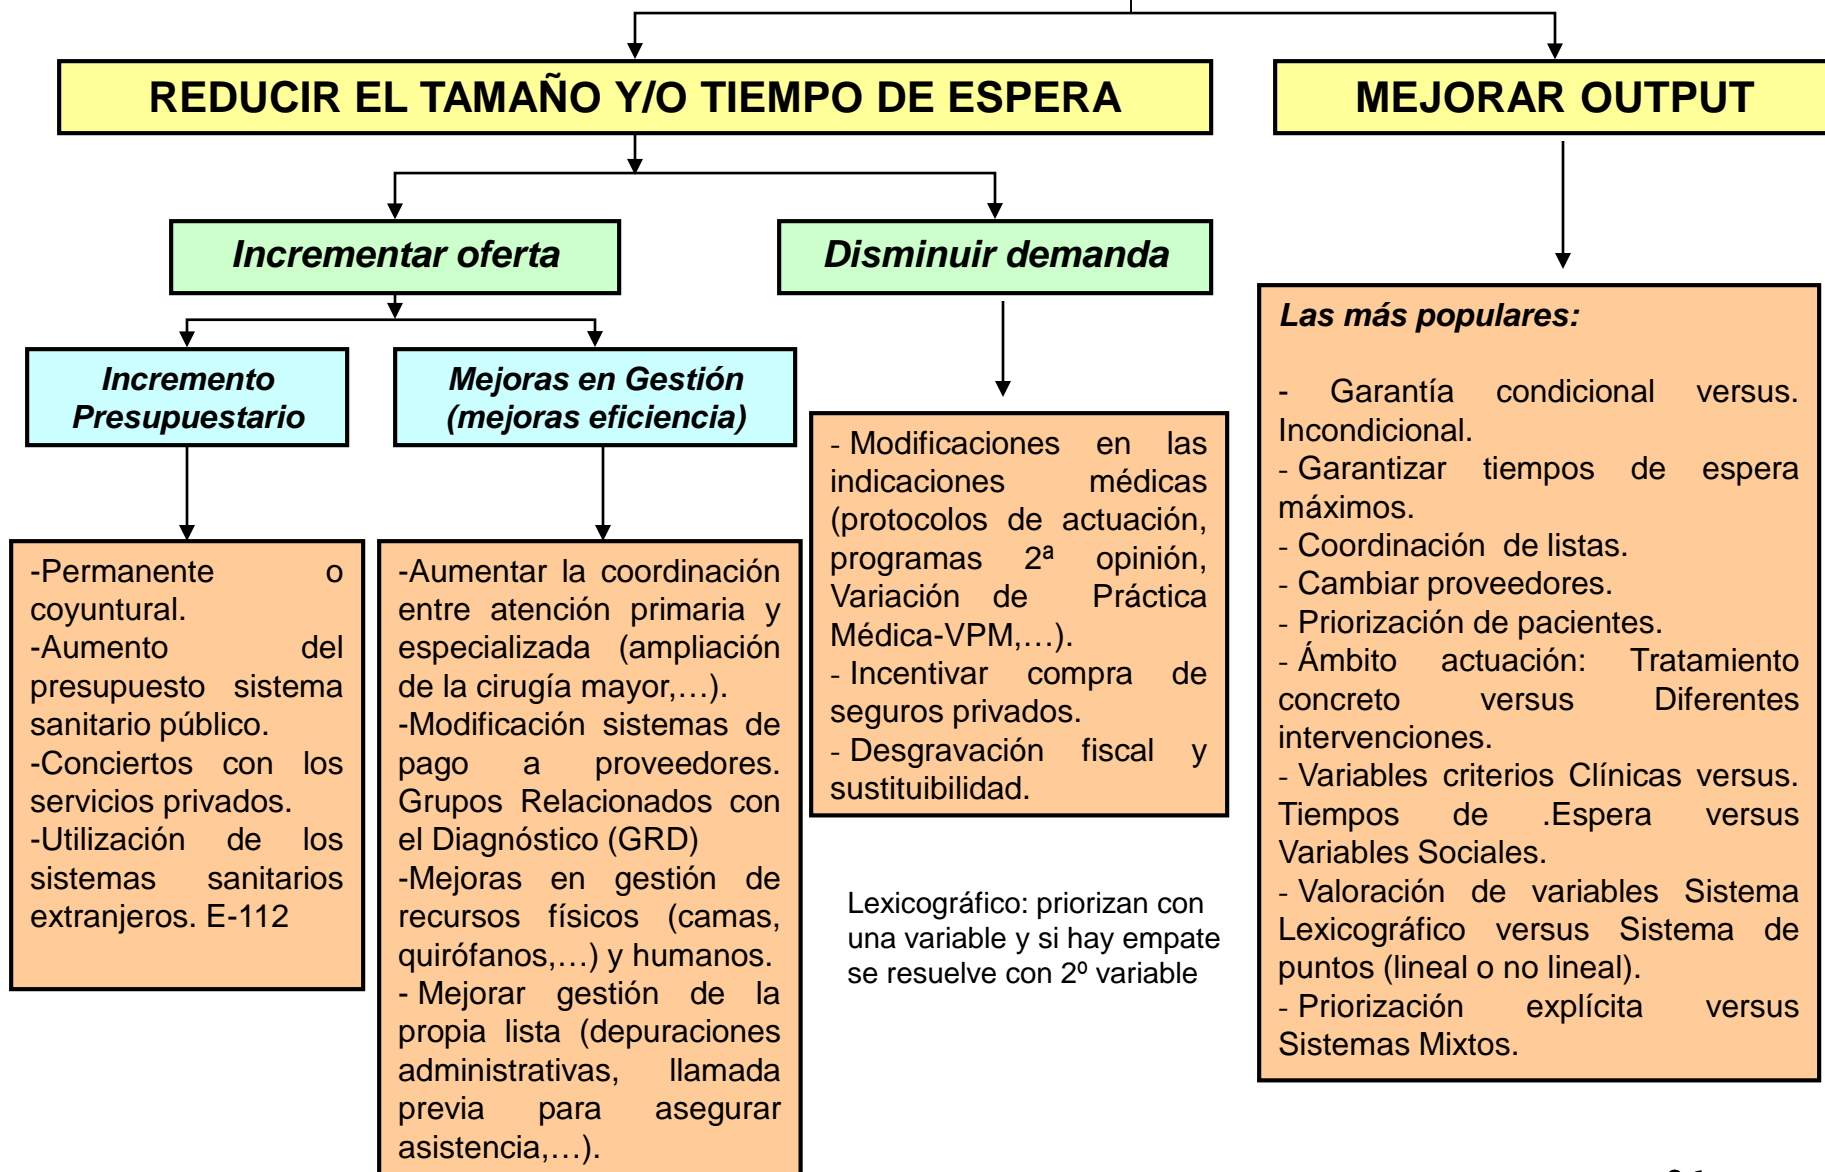 REDUCIR EL TAMAÑO Y/O TIEMPO DE ESPERA
MEJORAR OUTPUT
Incrementar oferta
Disminuir demanda
Incremento
Presupuestario
Mejoras en Gestión
(mejoras eficiencia)
-Permanente o
coyuntural.
-Aumento del
presupuesto sistema
sanitario público.
-Conciertos con los
servicios privados.
-Utilización de los
sistemas sanitarios
extranjeros. E-112
-Aumentar la coordinación
entre atención primaria y
especializada (ampliación
de la cirugía mayor,…).
-Modificación sistemas de
pago a proveedores.
Grupos Relacionados con
el Diagnóstico (GRD)
-Mejoras en gestión de
recursos físicos (camas,
quirófanos,…) y humanos.
- Mejorar gestión de la
propia lista (depuraciones
administrativas, llamada
previa para asegurar
asistencia,…).
- Modificaciones en las
indicaciones médicas
(protocolos de actuación,
programas 2ª opinión,
Variación de Práctica
Médica-VPM,…).
- Incentivar compra de
seguros privados.
- Desgravación fiscal y
sustituibilidad.
Lexicográfico: priorizan con
una variable y si hay empate
se resuelve con 2º variable
Las más populares:
- Garantía condicional versus.
Incondicional.
- Garantizar tiempos de espera
máximos.
- Coordinación de listas.
- Cambiar proveedores.
- Priorización de pacientes.
- Ámbito actuación: Tratamiento
concreto versus Diferentes
intervenciones.
- Variables criterios Clínicas versus.
Tiempos de .Espera versus
Variables Sociales.
- Valoración de variables Sistema
Lexicográfico versus Sistema de
puntos (lineal o no lineal).
- Priorización explícita versus
Sistemas Mixtos.